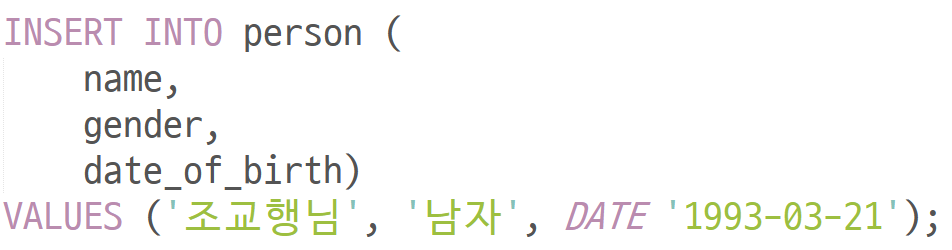 INSERT INTO person (
name,
gender,
date_of_birth)
VALUES ('조교행님', '남자', DATE '1993-03-21');